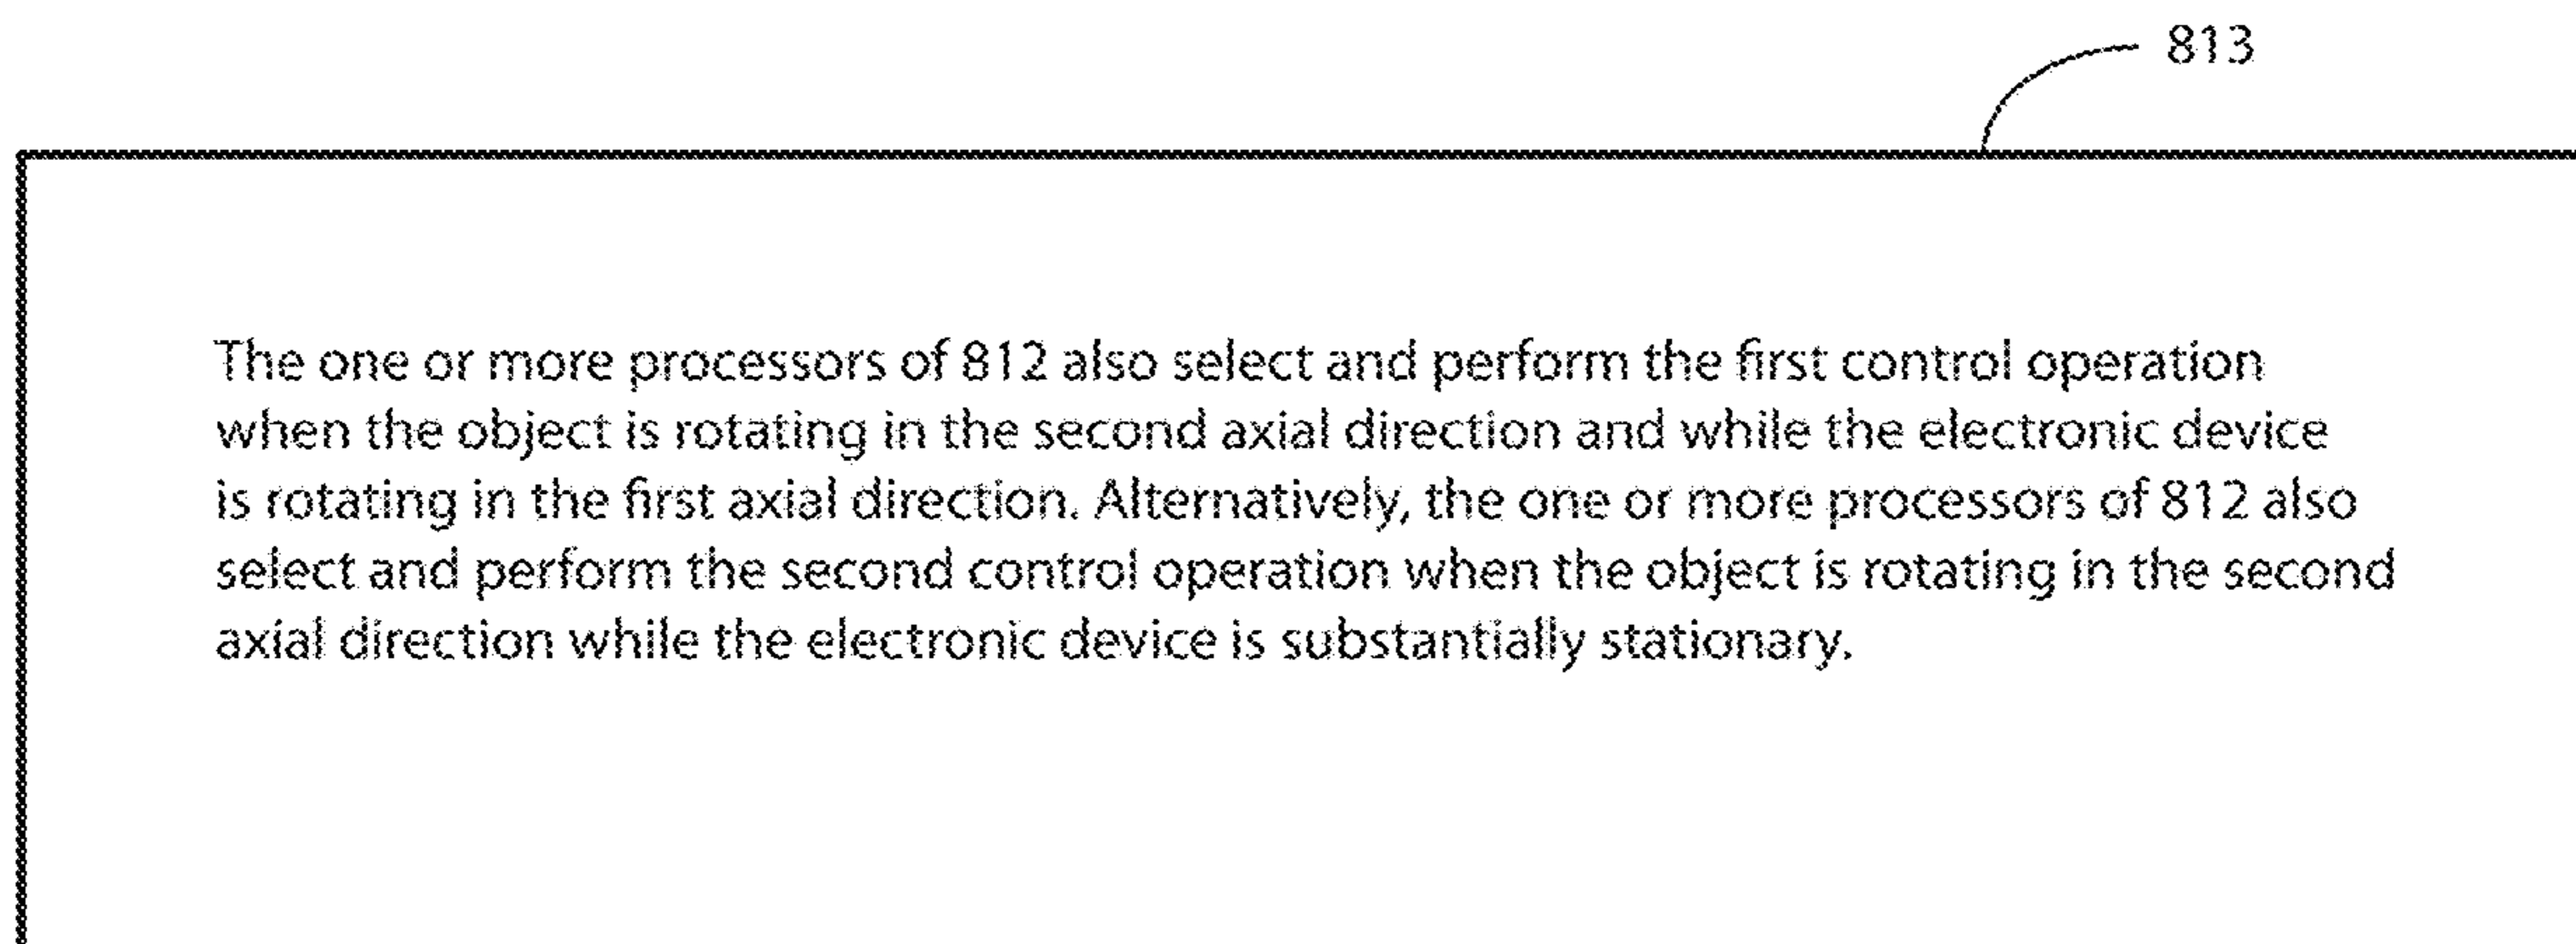 813
The one or more processors of 812 also select and perform the first control operation
when the object is rotating in the second axial direction and while the electronic device
is rotating in the first axial direction. Alternatively, the one or more processors of 812 also
select and perform the second control operation when the object is rotating in the second
axial direction while the electronic device is substantially stationary.